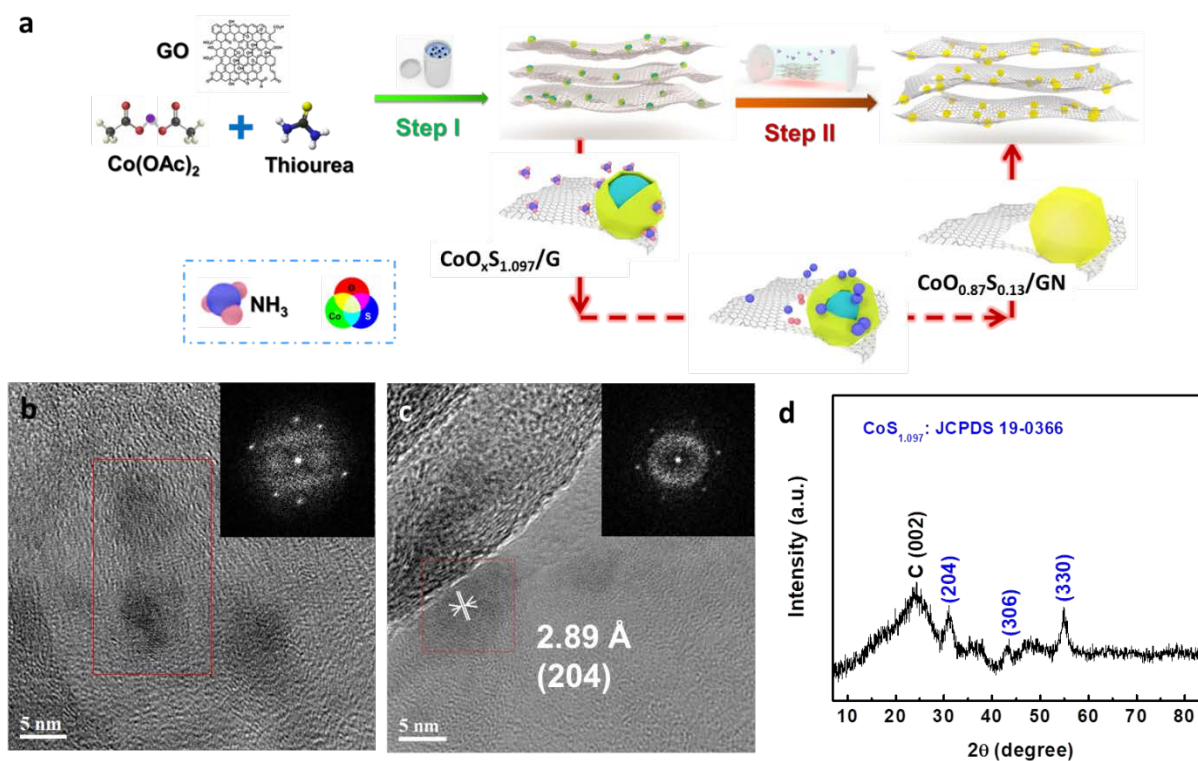 a
GO
Co(OAc)2
+
Thiourea
Step I
Step II
CoOxS1.097/G
CoO0.87S0.13/GN
NH3
O
Co
S
b
5 nm
c
2.89 Å
(204)
5 nm
d
CoS1.097: JCPDS 19-0366
Intensity (a.u.)
C (002)
(204)
(306)
(330)
10 20 30 40 50 60 70 80
2θ (degree)